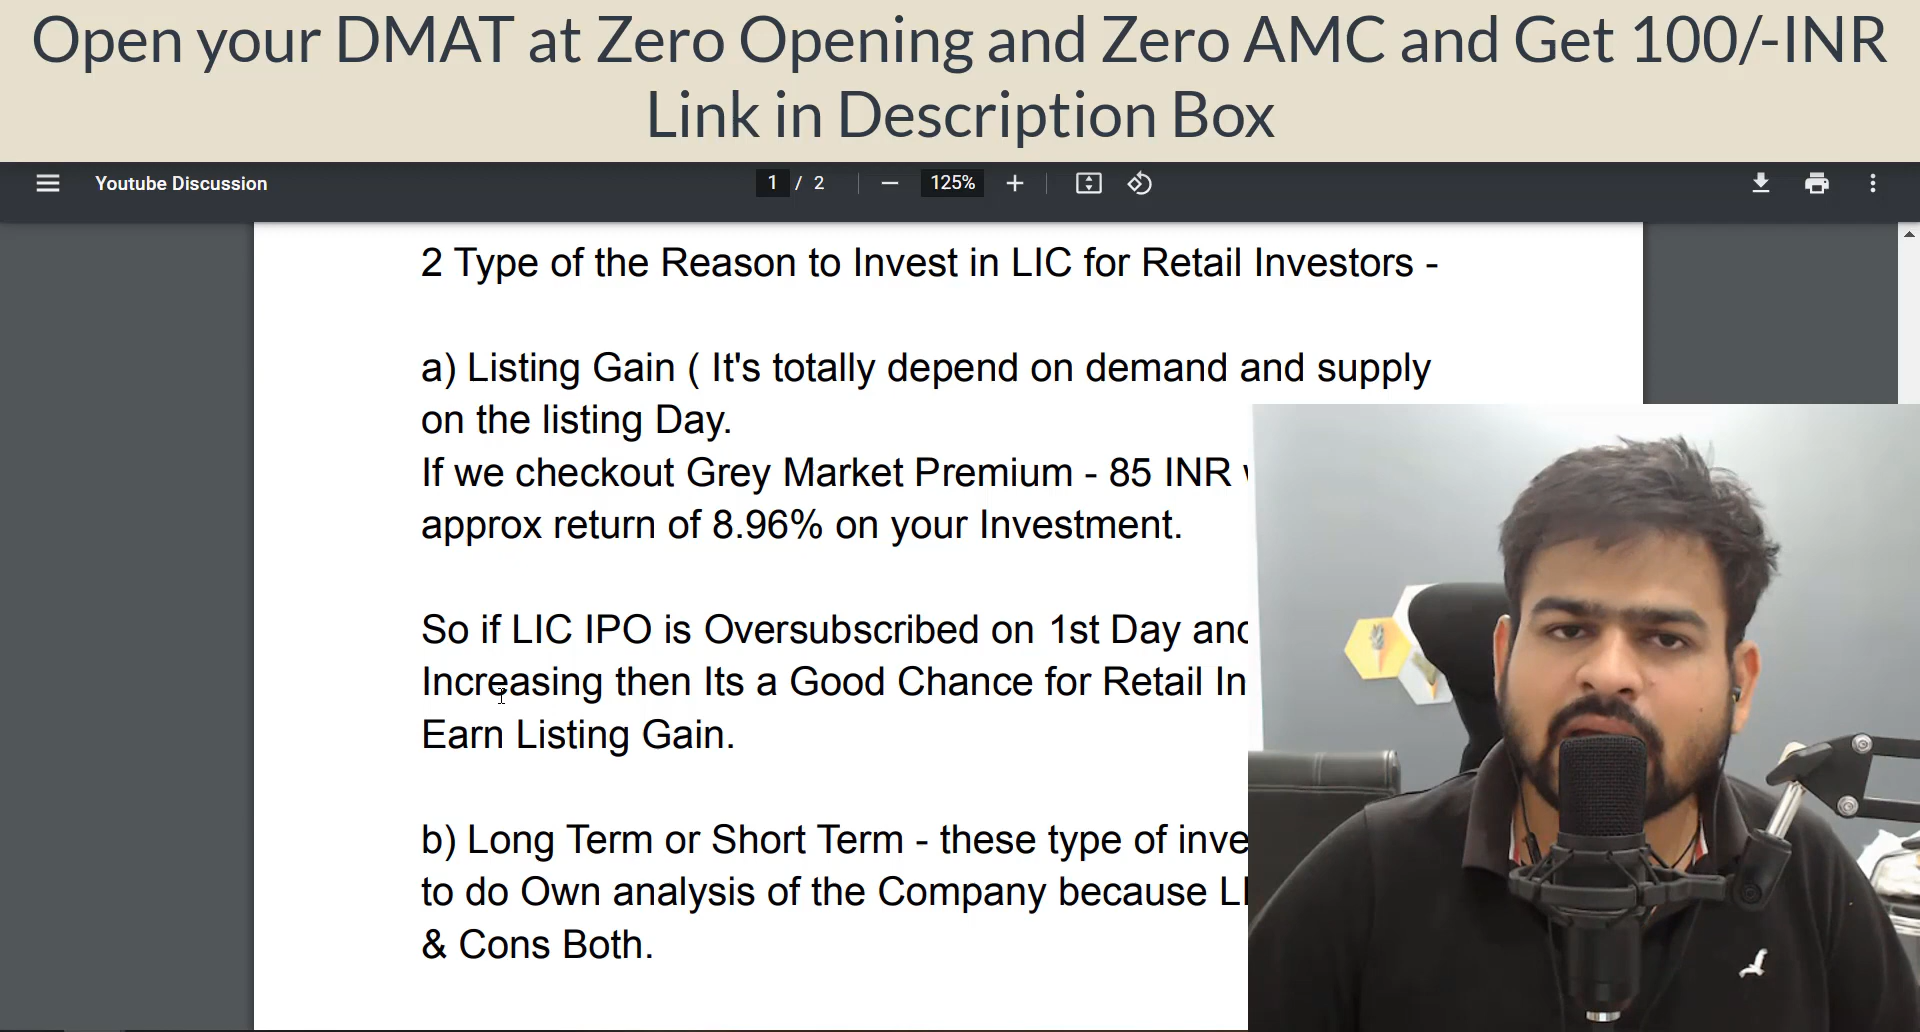 Open your DMAT at Zero Opening and Zero AMC and Get 100/-INR
Link in Description Box
Youtube Discussion
1 / 2
125%
2 Type of the Reason to Invest in LIC for Retail Investors -
a) Listing Gain ( It's totally depend on demand and supply
on the listing Day.
If we checkout Grey Market Premium - 85 INR
approx return of 8.96% on your Investment.
So if LIC IPO is Oversubscribed on 1st Day and
Increasing then Its a Good Chance for Retail In
Earn Listing Gain.
b) Long Term or Short Term - these type of inve
to do Own analysis of the Company because LI
& Cons Both.